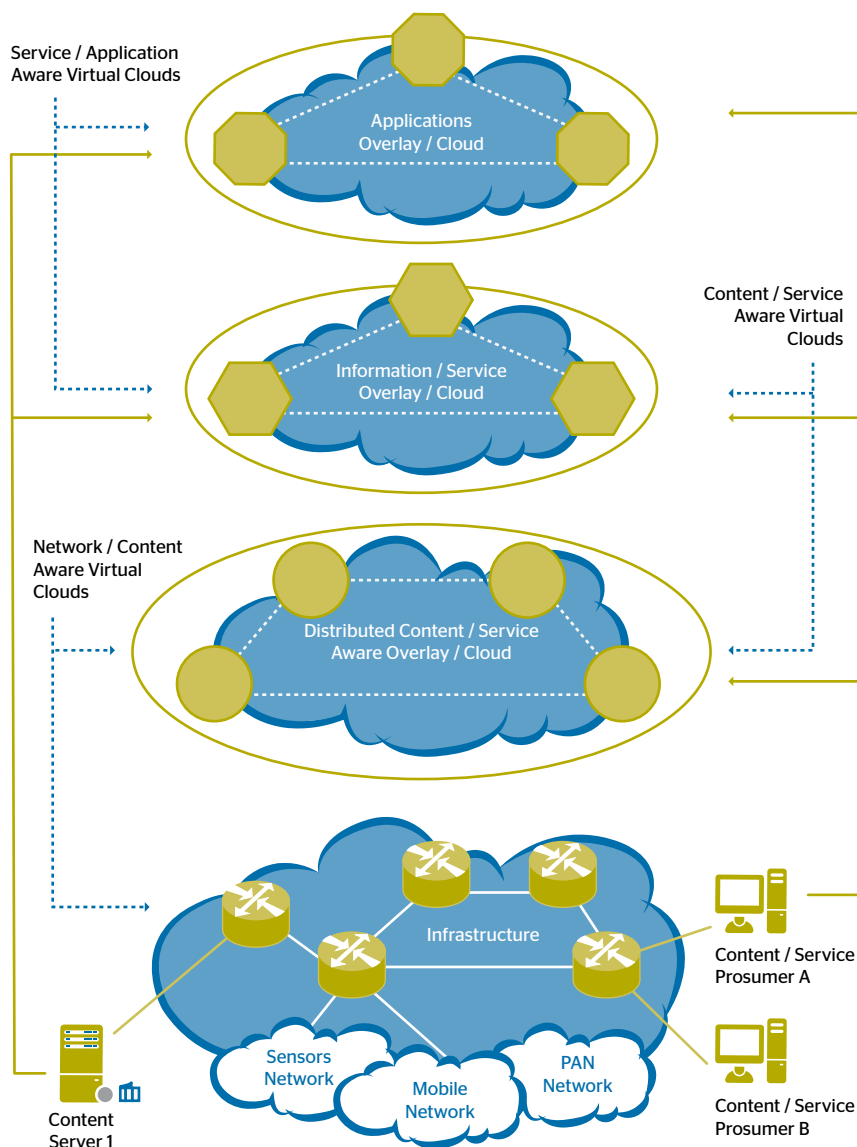 Service / Application
Aware Virtual Clouds
Applications
Overlay / Cloud
Content / Service
Aware Virtual
Clouds
Information / Service
Overlay / Cloud
Network / Content
Aware Virtual
Clouds
Distributed Content / Service
Aware Overlay / Cloud
Infrastructure
Content / Service
Prosumer A
Sensors
Network
Mobile
Network
PAN
Network
Content
Server 1
Content / Service
Prosumer B